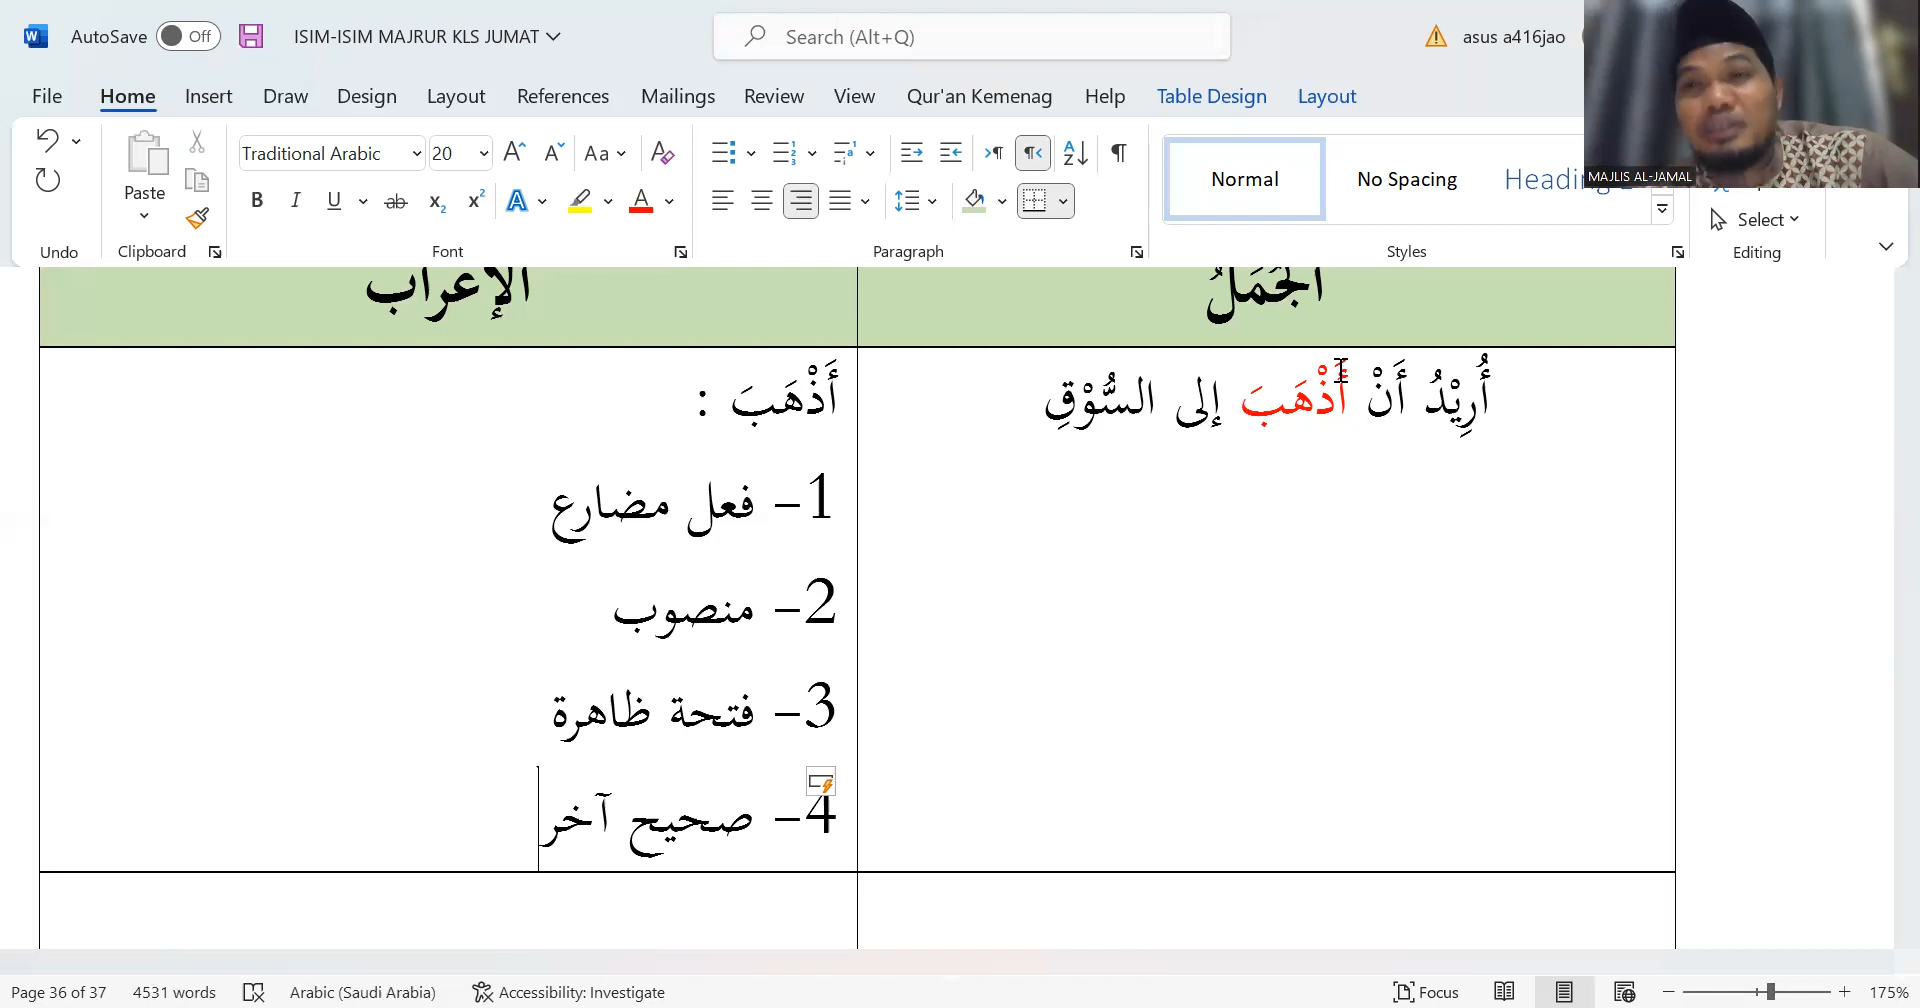 AutoSave Off ISIM-ISIM MAJRUR KLS JUMAT Search (Alt+Q) asus a416jao
File Home Insert Draw Design Layout References Mailings Review View Qur'an Kemenag Help Table Design Layout
Traditional Arabic 20
Paste
Normal No Spacing Heading
MAJLIS AL-JAMAL
Select
Undo Clipboard Font Paragraph Styles Editing
الجُمَلُ الإعراب
أُرِيْدُ أَنْ أَذْهَبَ إلى السُّوْقِ
أَذْهَبَ :
1- فعل مضارع
2- منصوب
3- فتحة ظاهرة
4- صحيح آخر
Page 36 of 37 4531 words Arabic (Saudi Arabia) Accessibility: Investigate Focus 175%